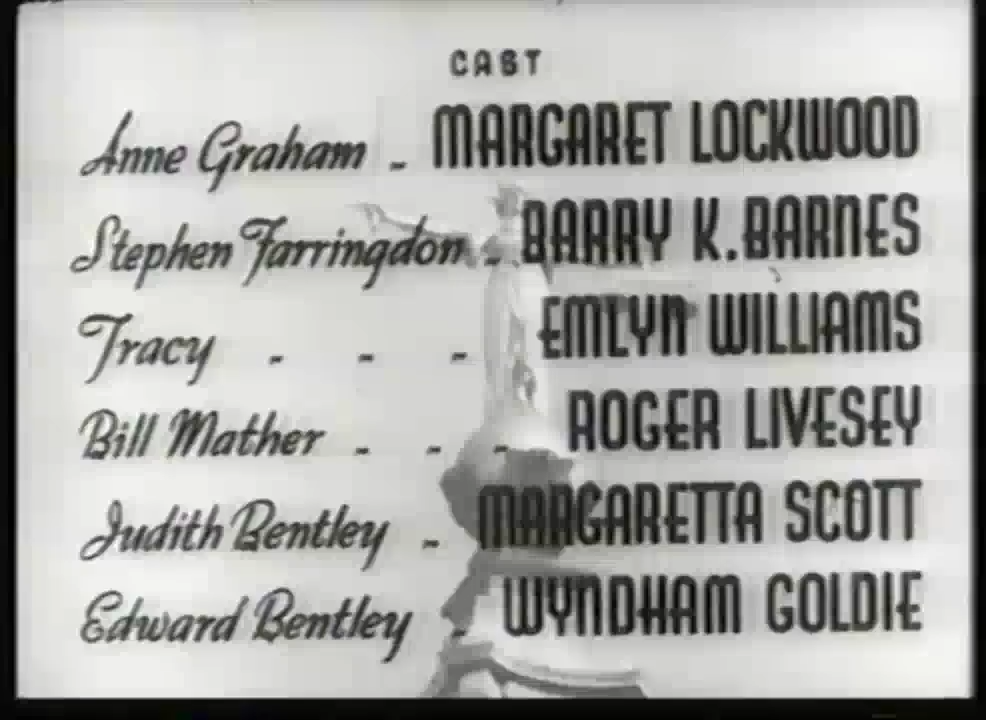 CAST
Anne Graham - MARGARET LOCKWOOD
Stephen Farringdon - BARRY K. BARNES
Tracy - - - EMLYN WILLIAMS
Bill Mather - - - ROGER LIVESEY
Judith Bentley - MARGARETTA SCOTT
Edward Bentley - WYNDHAM GOLDIE